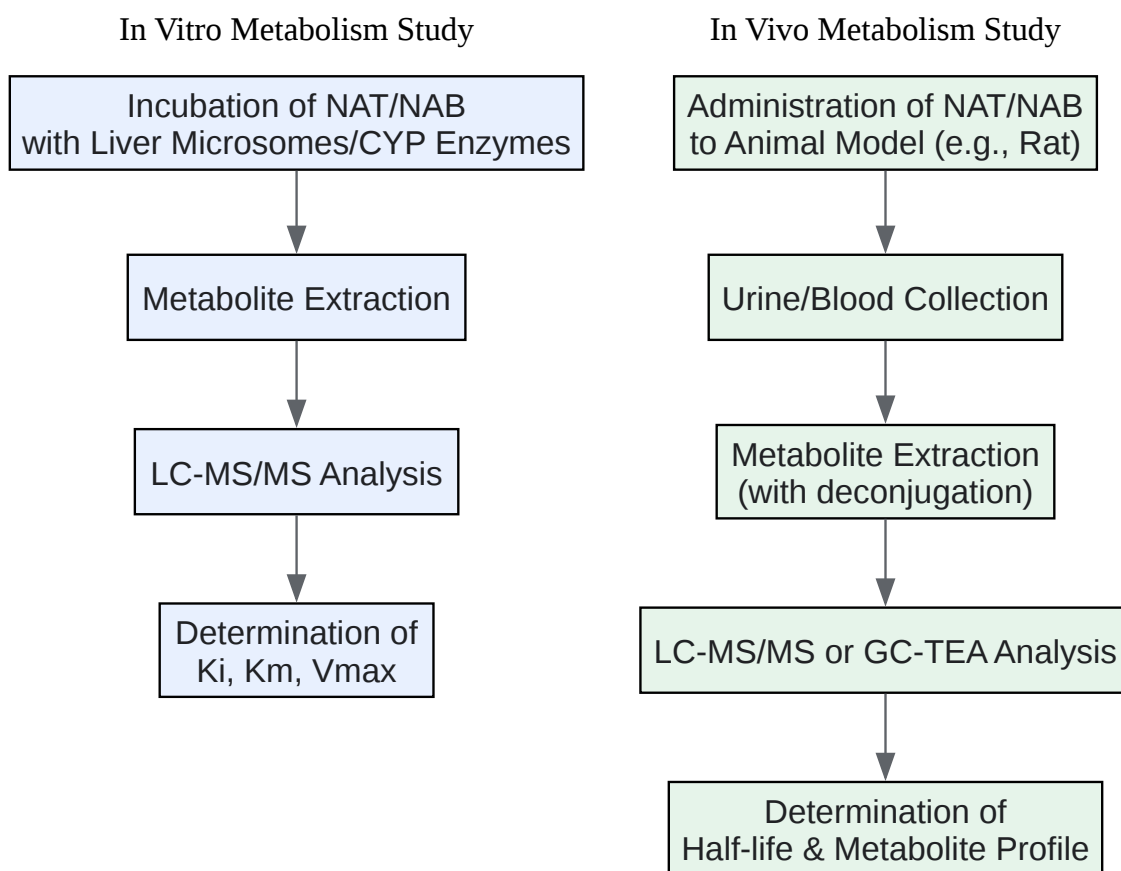 In Vitro Metabolism Study
Incubation of NAT/NAB
with Liver Microsomes/CYP Enzymes
Metabolite Extraction
LC-MS/MS Analysis
Determination of
Ki, Km, Vmax
In Vivo Metabolism Study
Administration of NAT/NAB
to Animal Model (e.g., Rat)
Urine/Blood Collection
Metabolite Extraction
(with deconjugation)
LC-MS/MS or GC-TEA Analysis
Determination of
Half-life & Metabolite Profile